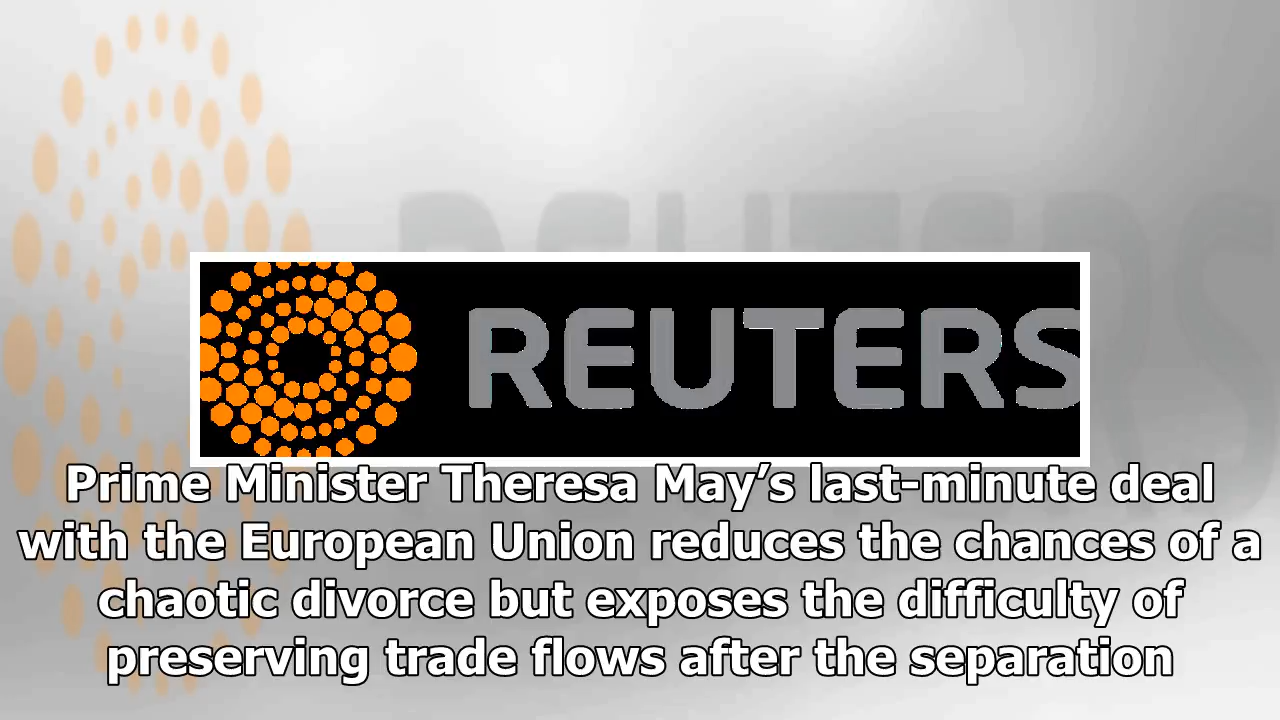 REUTERS
REUTERS
Prime Minister Theresa May’s last-minute deal
with the European Union reduces the chances of a
chaotic divorce but exposes the difficulty of
preserving trade flows after the separation